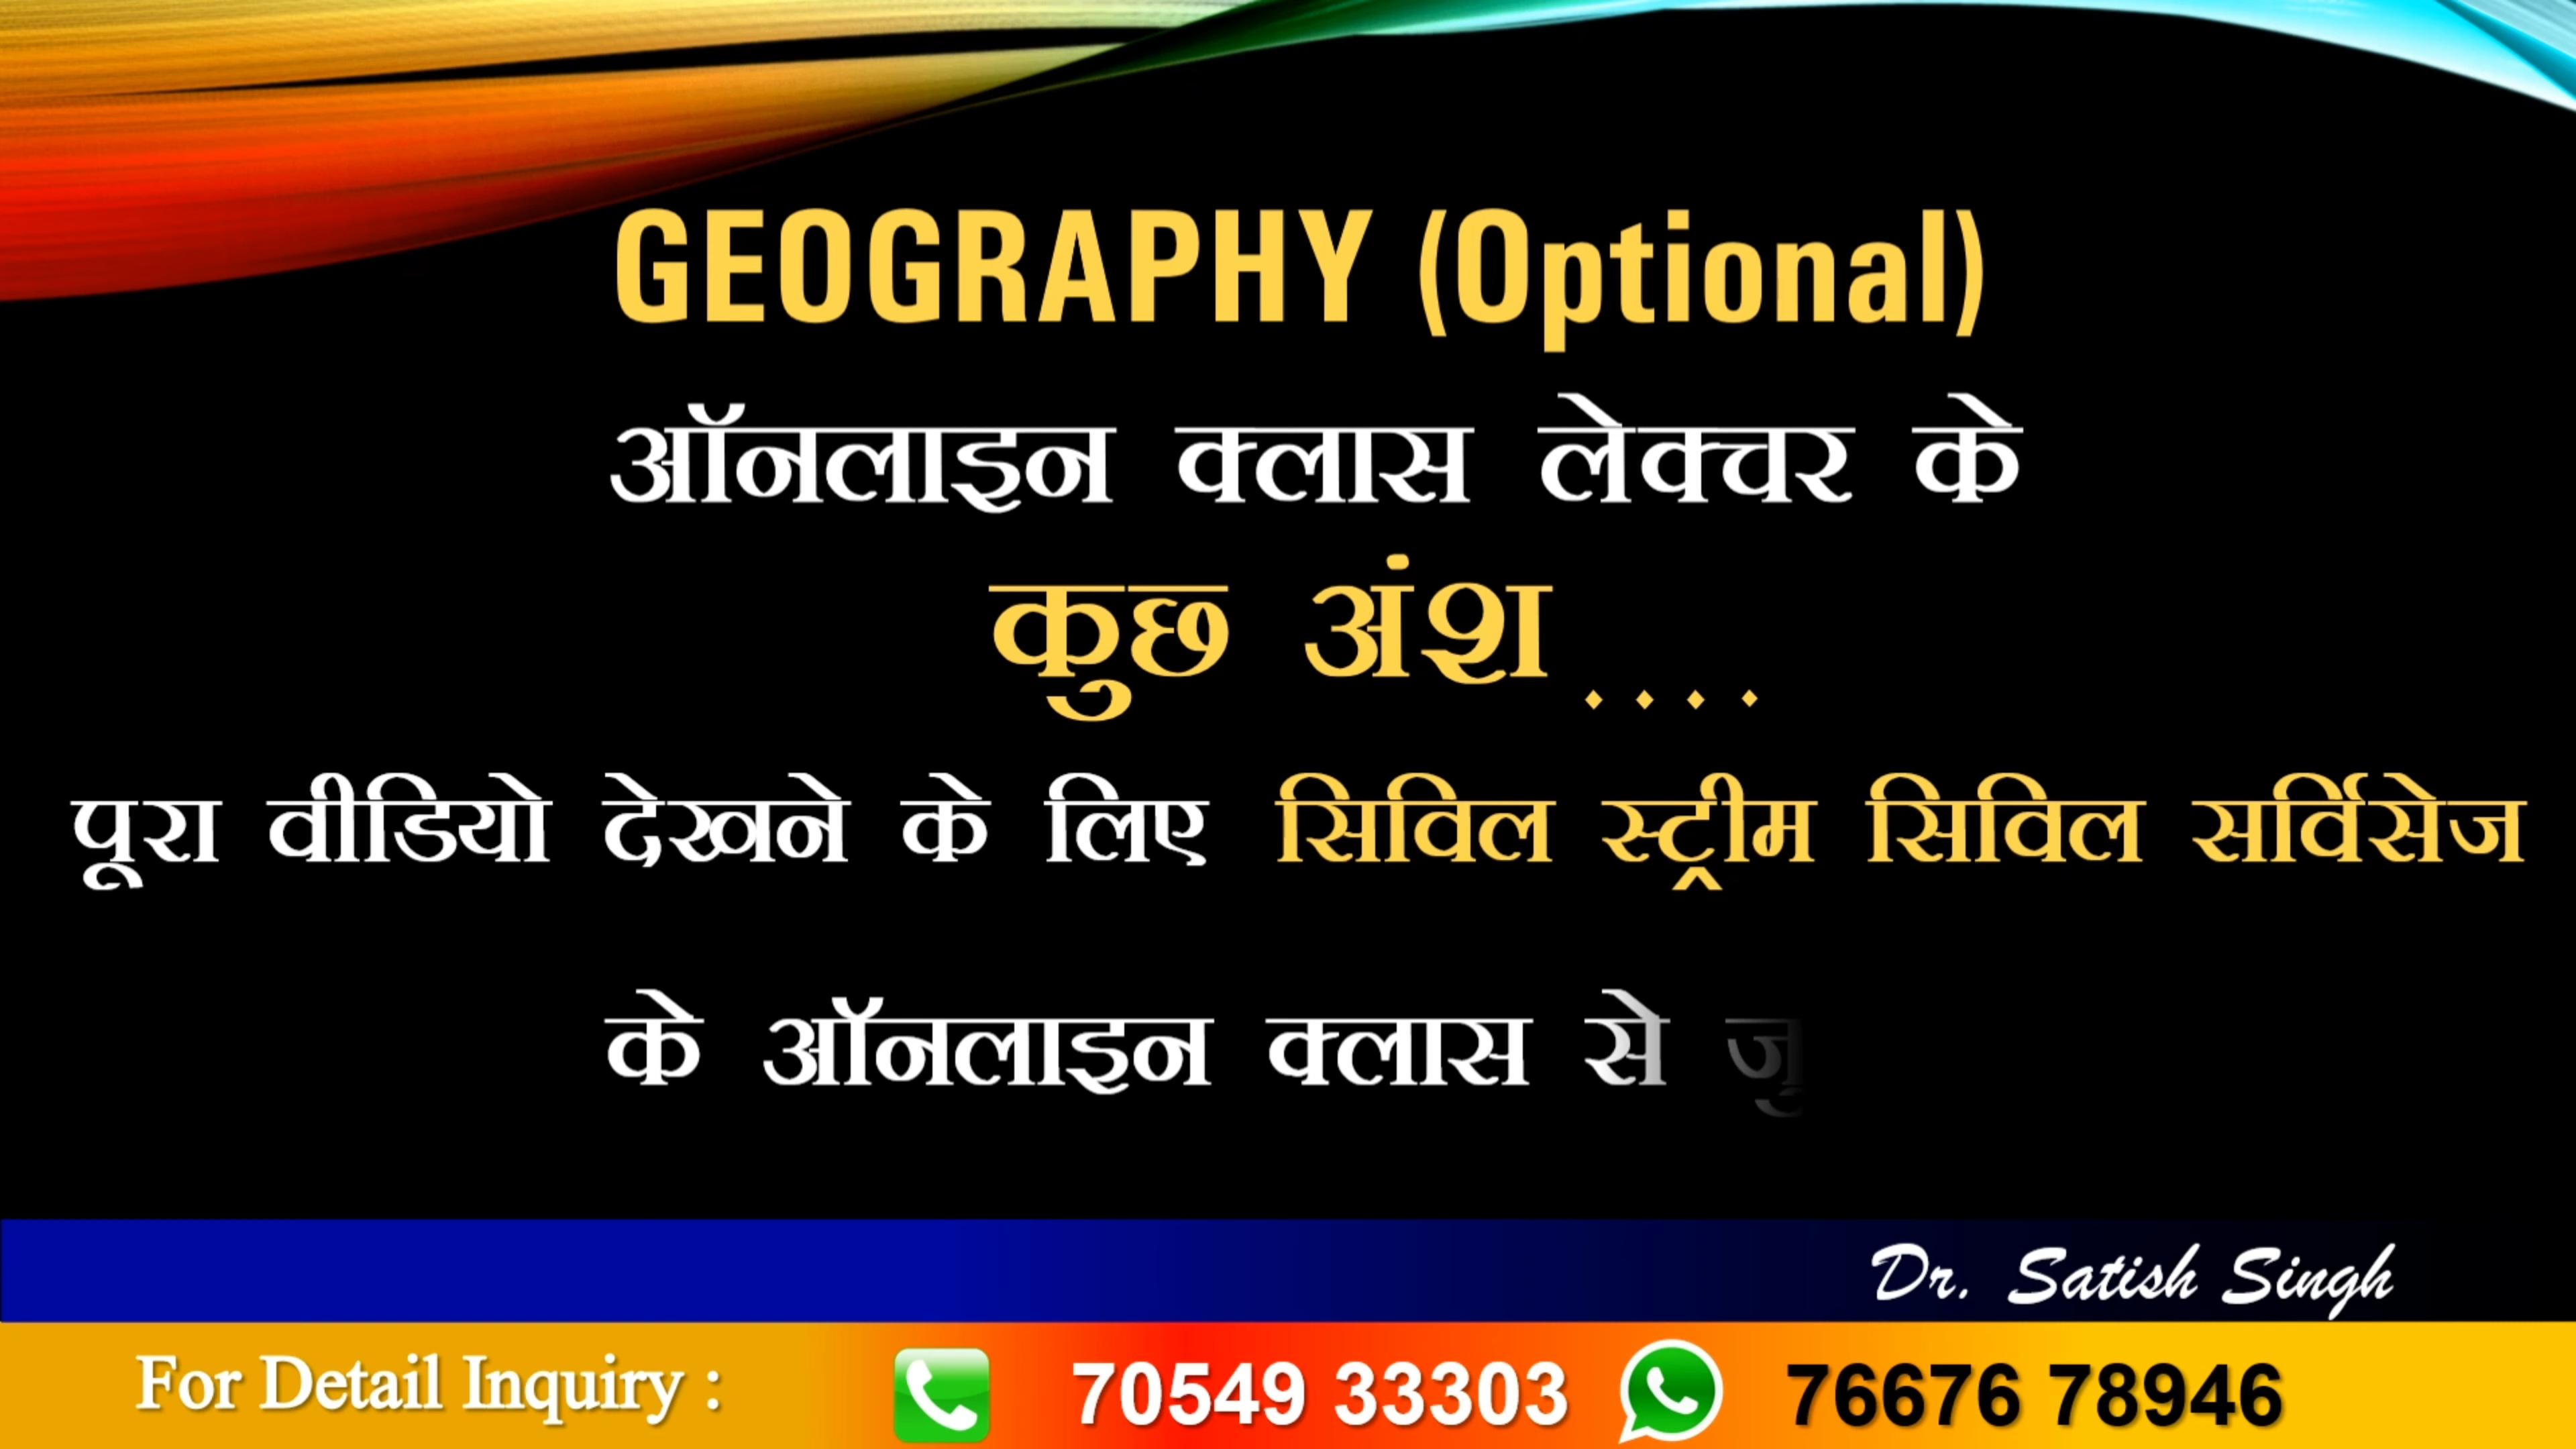 GEOGRAPHY (Optional)
ऑनलाइन क्लास लेक्चर के
कुछ अंश....
पूरा वीडियो देखने के लिए सिविल स्ट्रीम सिविल सर्विसेज
के ऑनलाइन क्लास से
Dr. Satish Singh
For Detail Inquiry : 70549 33303 76676 78946